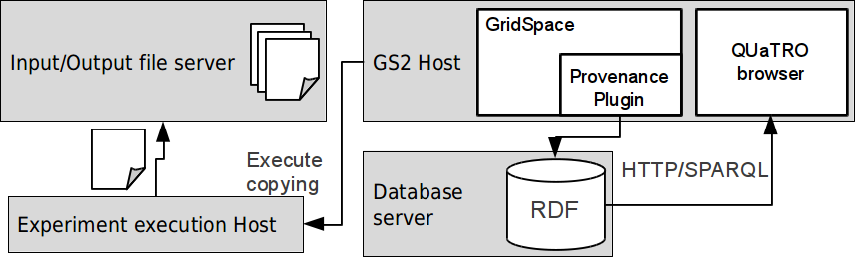 Input/Output file server
GS2 Host
GridSpace
Provenance
Plugin
QUaTRO
browser
Execute
copying
Experiment execution Host
Database
server
RDF
HTTP/SPARQL